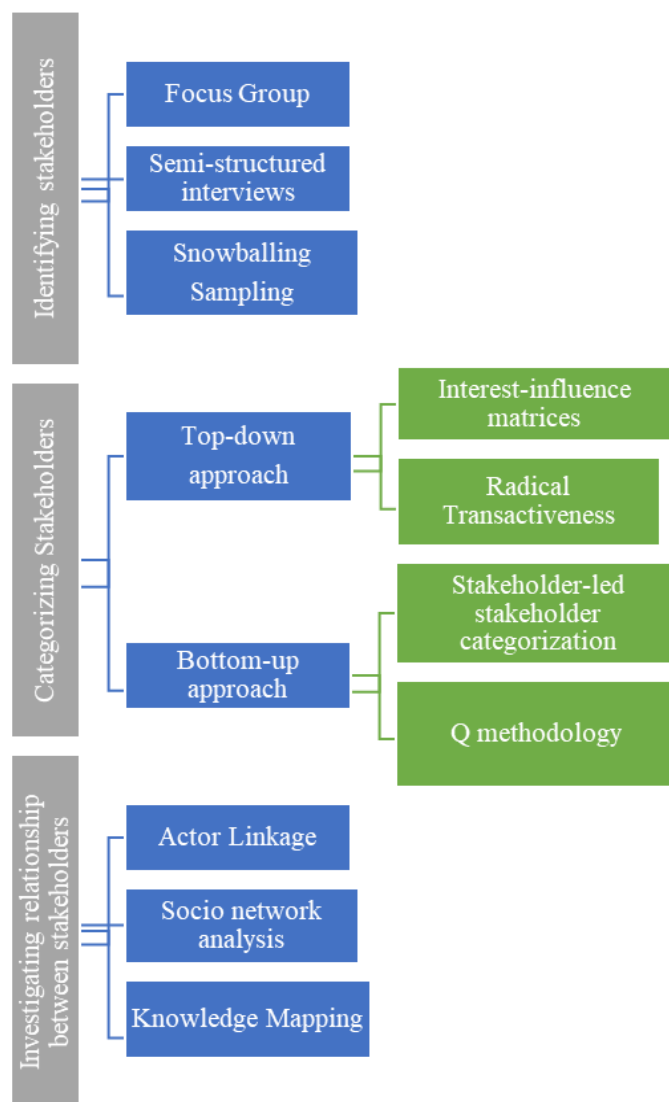 Identifying stakeholders
Focus Group
Semi-structured
interviews
Snowballing
Sampling
Categorizing Stakeholders
Top-down
approach
Interest-influence
matrices
Radical
Transactiveness
Bottom-up
approach
Stakeholder-led
stakeholder
categorization
Q methodology
Investigating relationship
between stakeholders
Actor Linkage
Socio network
analysis
Knowledge Mapping